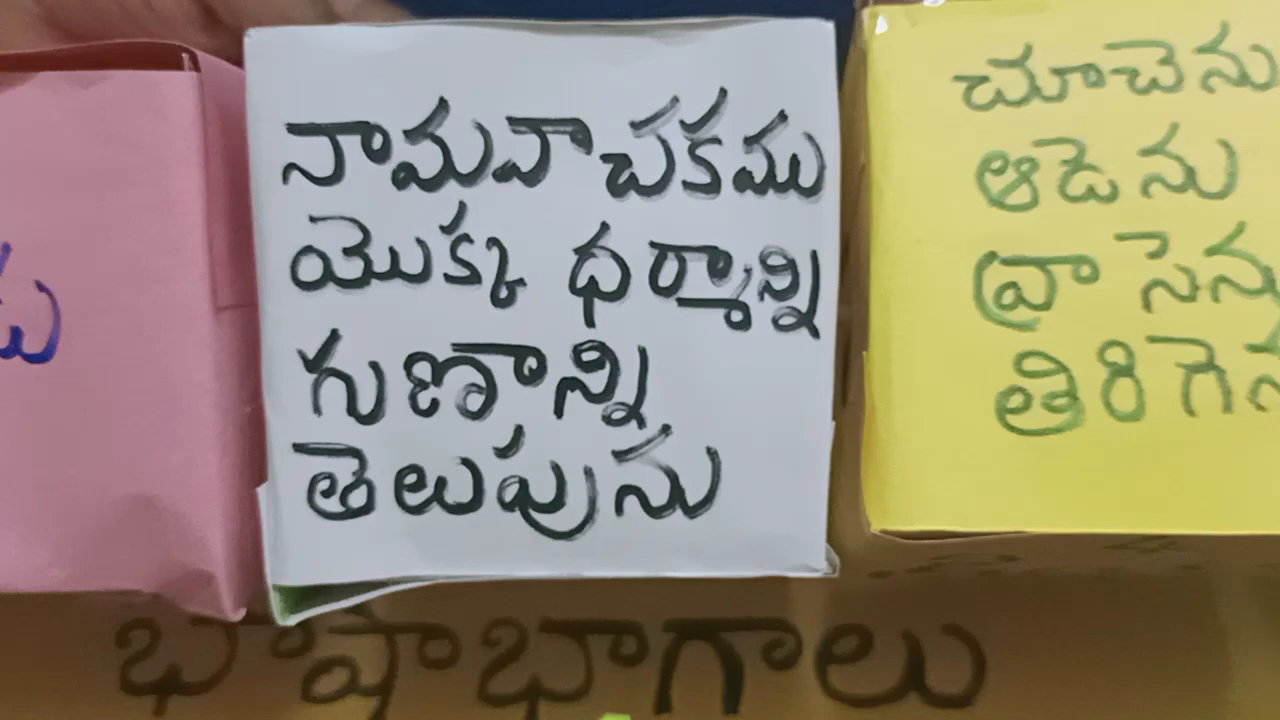 నామవాచకము
యొక్క ధర్మాన్ని
గుణాన్ని
తెలుపును
చూచెను
ఆడెను
వ్రాసెను
తిరిగెన
భాషాభాగాలు